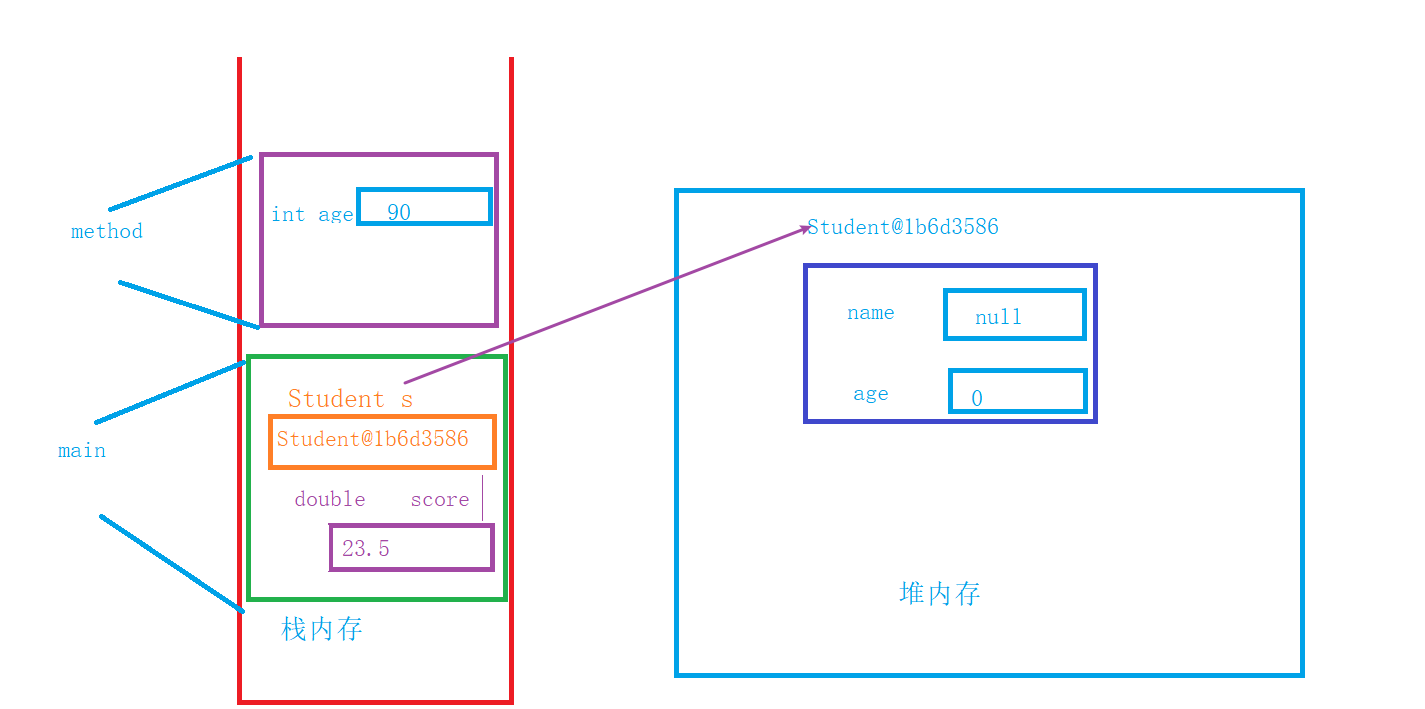 method
int age
90
main
Student s
Student@1b6d3586
double score
23.5
栈内存
Student@1b6d3586
name
null
age
0
堆内存